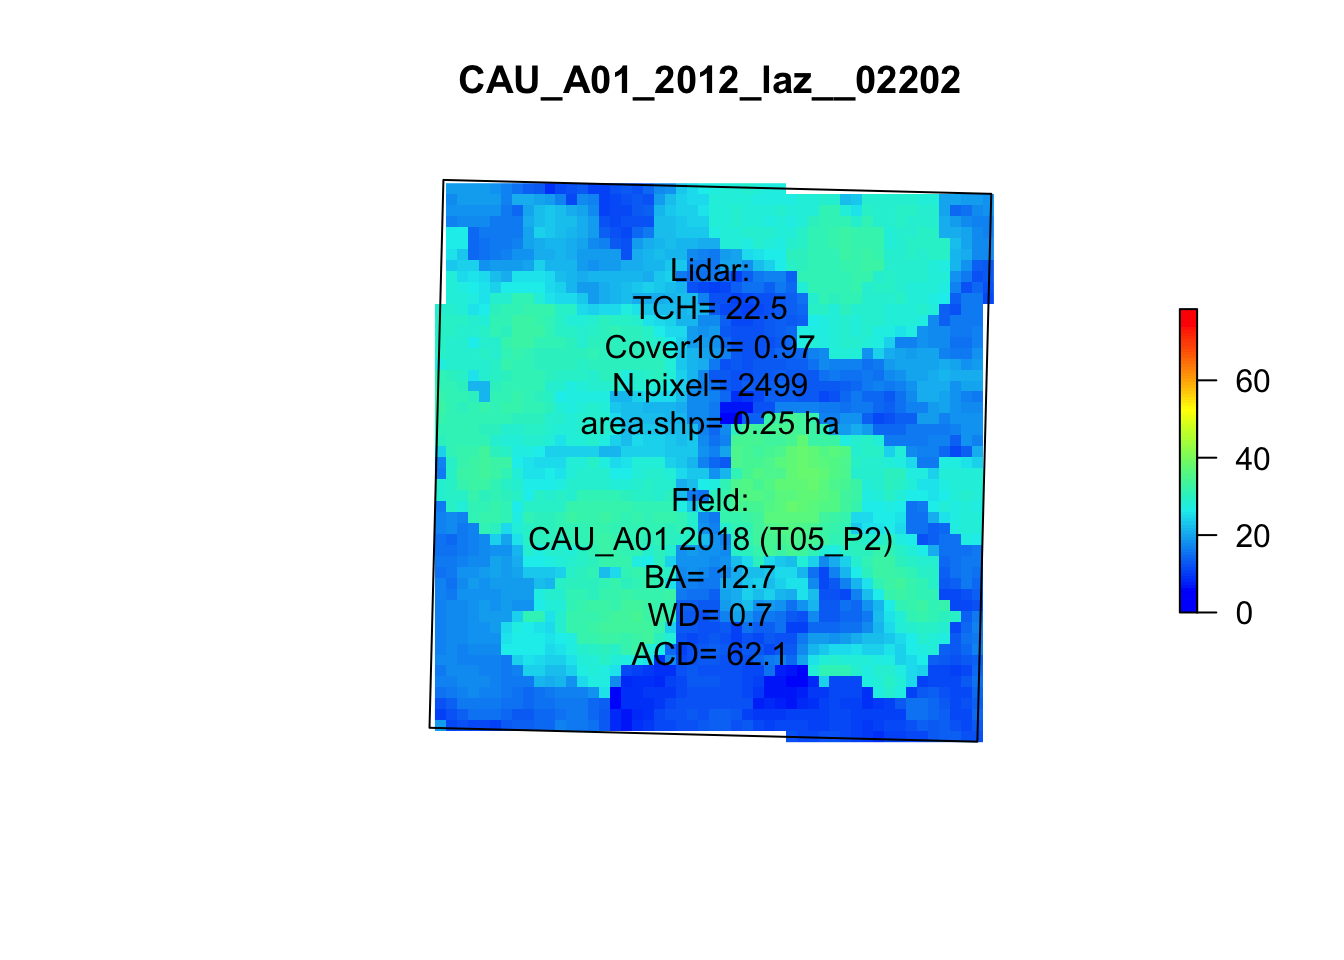 CAU_A01_2012_laz__02202
Lidar:
TCH= 22.5
Cover10= 0.97
N.pixel= 2499
area.shp= 0.25 ha
Field:
CAU_A01 2018 (T05_P2)
BA= 12.7
WD= 0.7
ACD= 62.1
60
40
20
0